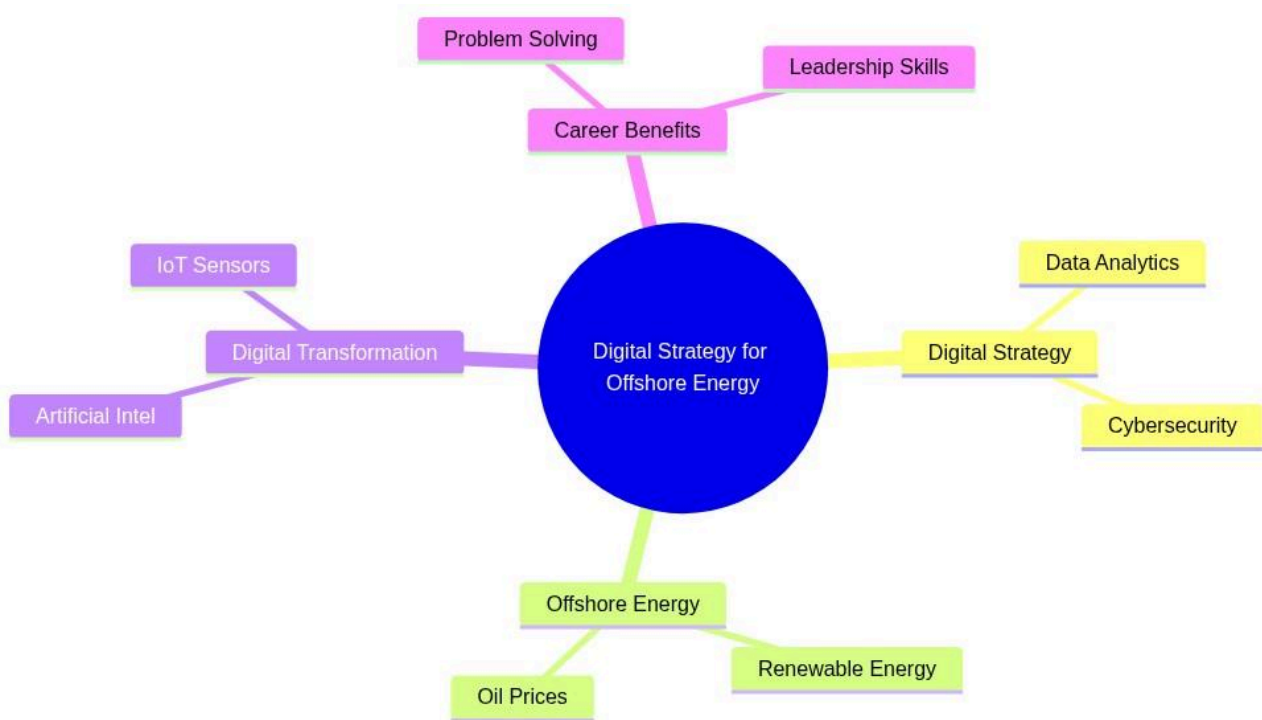 Problem Solving
Leadership Skills
Career Benefits
IoT Sensors
Data Analytics
Digital Transformation
Digital Strategy for
Offshore Energy
Digital Strategy
Artificial Intel
Cybersecurity
Offshore Energy
Renewable Energy
Oil Prices